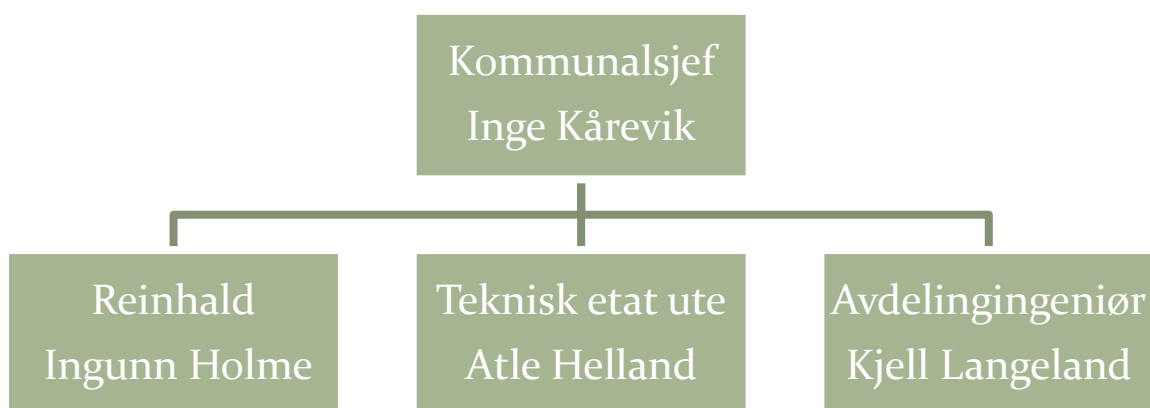 Kommunalsjef
Inge Kårevik
Reinhald
Ingunn Holme
Teknisk etat ute
Atle Helland
Avdelingingeniør
Kjell Langeland